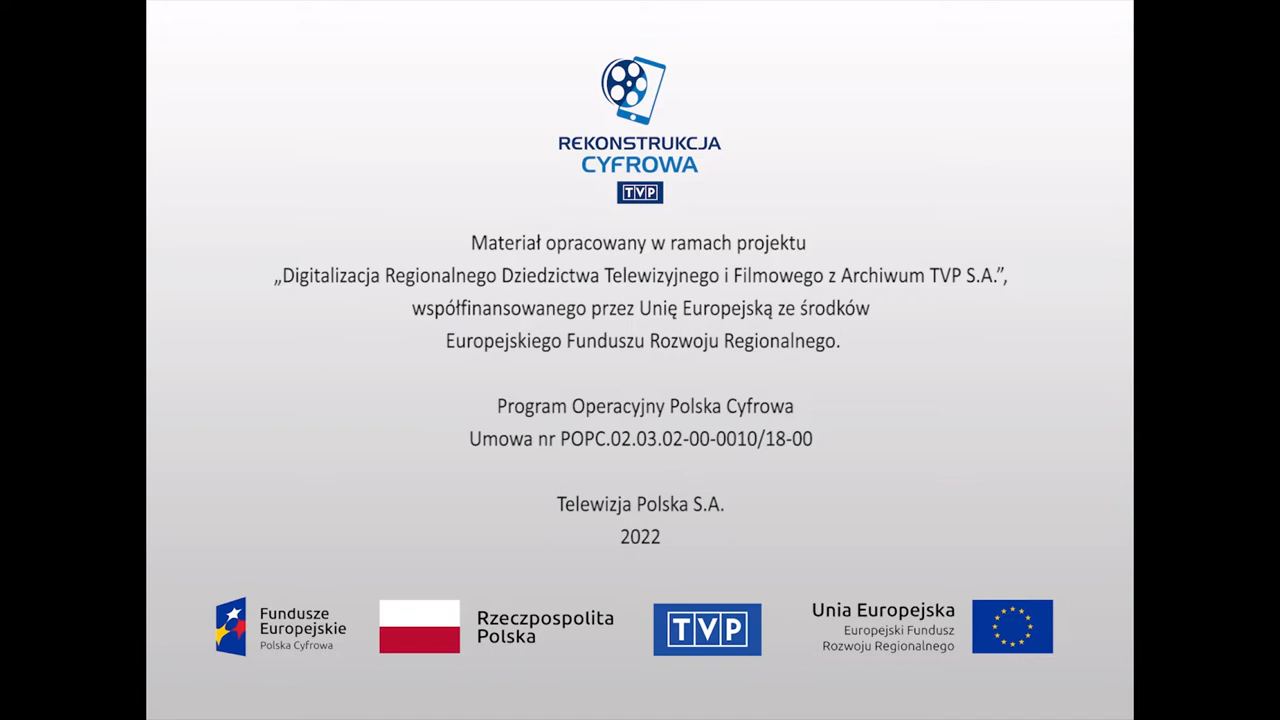 REKONSTRUKCJA
CYFROWA
TVP
Materiał opracowany w ramach projektu
„Digitalizacja Regionalnego Dziedzictwa Telewizyjnego i Filmowego z Archiwum TVP S.A.”,
współfinansowanego przez Unię Europejską ze środków
Europejskiego Funduszu Rozwoju Regionalnego.
Program Operacyjny Polska Cyfrowa
Umowa nr POPC.02.03.02-00-0010/18-00
Telewizja Polska S.A.
2022
Fundusze
Europejskie
Polska Cyfrowa
Rzeczpospolita
Polska
TVP
Unia Europejska
Europejski Fundusz
Rozwoju Regionalnego